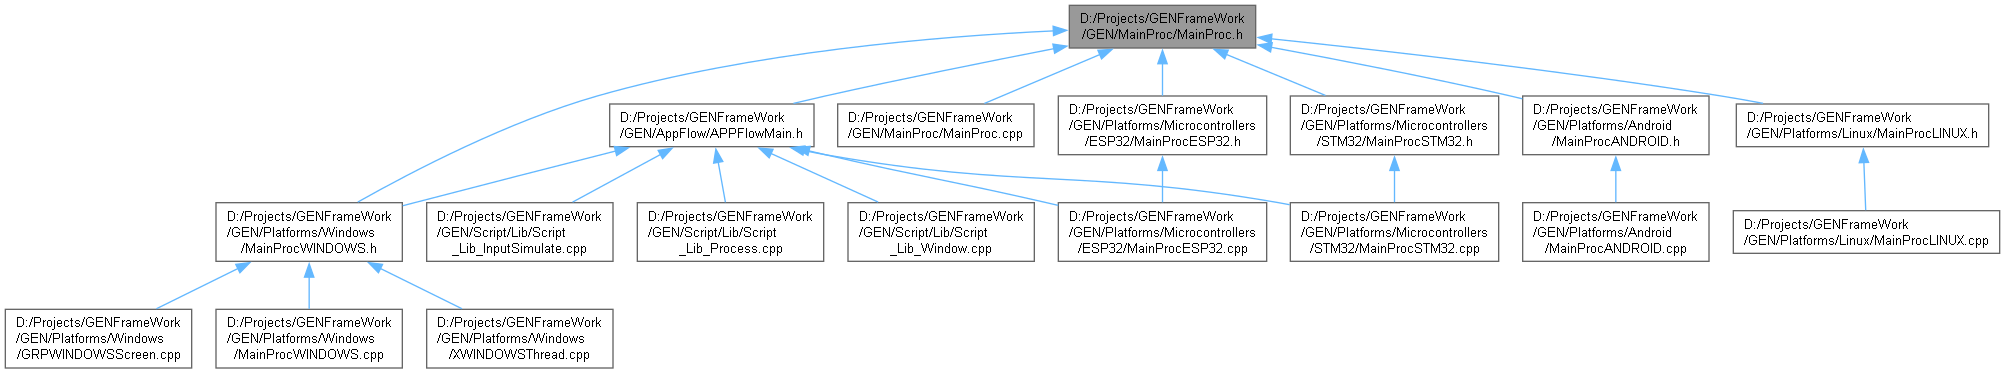 D:/Projects/GENFrameWork
/GEN/MainProc/MainProc.h
D:/Projects/GENFrameWork
/GEN/AppFlow/APPFlowMain.h
D:/Projects/GENFrameWork
/GEN/MainProc/MainProc.cpp
D:/Projects/GENFrameWork
/GEN/Platforms/Microcontrollers
/ESP32/MainProcESP32.h
D:/Projects/GENFrameWork
/GEN/Platforms/Microcontrollers
/STM32/MainProcSTM32.h
D:/Projects/GENFrameWork
/GEN/Platforms/Android
/MainProcANDROID.h
D:/Projects/GENFrameWork
/GEN/Platforms/Linux/MainProcLINUX.h
D:/Projects/GENFrameWork
/GEN/Platforms/Windows
/MainProcWINDOWS.h
D:/Projects/GENFrameWork
/GEN/Script/Lib/Script
_Lib_InputSimulate.cpp
D:/Projects/GENFrameWork
/GEN/Script/Lib/Script
_Lib_Process.cpp
D:/Projects/GENFrameWork
/GEN/Script/Lib/Script
_Lib_Window.cpp
D:/Projects/GENFrameWork
/GEN/Platforms/Microcontrollers
/ESP32/MainProcESP32.cpp
D:/Projects/GENFrameWork
/GEN/Platforms/Microcontrollers
/STM32/MainProcSTM32.cpp
D:/Projects/GENFrameWork
/GEN/Platforms/Android
/MainProcANDROID.cpp
D:/Projects/GENFrameWork
/GEN/Platforms/Linux/MainProcLINUX.cpp
D:/Projects/GENFrameWork
/GEN/Platforms/Windows
/GRPWINDOWSScreen.cpp
D:/Projects/GENFrameWork
/GEN/Platforms/Windows
/MainProcWINDOWS.cpp
D:/Projects/GENFrameWork
/GEN/Platforms/Windows
/XWINDOWSThread.cpp